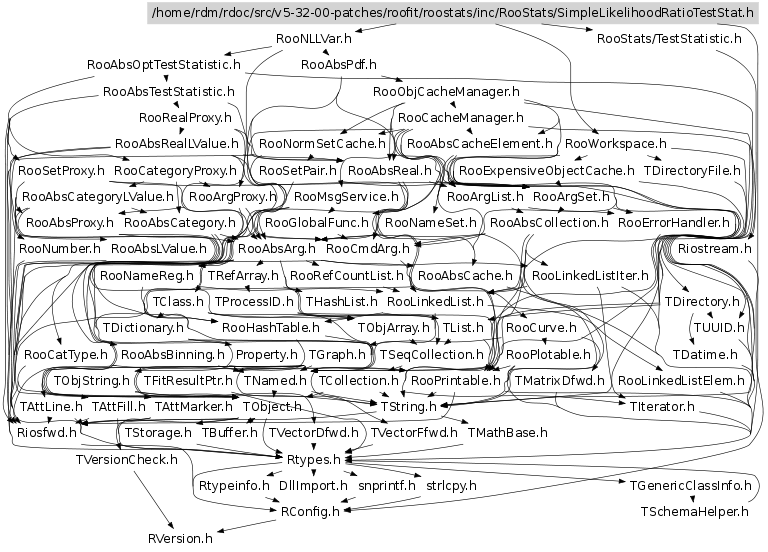 /home/rdm/rdoc/src/v5-32-00-patches/roofit/roostats/inc/RooStats/SimpleLikelihoodRatioTestStat.h
RooNLLVar.h RooStats/TestStatistic.h
RooAbsOptTestStatistic.h RooAbsPdf.h
RooAbsTestStatistic.h RooObjCacheManager.h
RooRealProxy.h RooCacheManager.h
RooAbsRealLValue.h RooNormSetCache.h RooAbsCacheElement.h RooWorkspace.h
RooSetProxy.h RooCategoryProxy.h RooSetPair.h RooAbsReal.h RooExpensiveObjectCache.h TDirectoryFile.h
RooAbsCategoryLValue.h RooArgProxy.h RooMsgService.h RooArgList.h RooArgSet.h
RooAbsProxy.h RooAbsCategory.h RooGlobalFunc.h RooNameSet.h RooAbsCollection.h RooErrorHandler.h
RooNumber.h RooAbsLValue.h RooAbsArg.h RooCmdArg.h Riostream.h
RooNameReg.h TRefArray.h RooRefCountList.h RooAbsCache.h RooLinkedListIter.h
TClass.h TProcessID.h THashList.h RooLinkedList.h TDirectory.h
TDictionary.h RooHashTable.h TObjArray.h TList.h RooCurve.h TUUID.h
RooCatType.h RooAbsBinning.h Property.h TGraph.h TSeqCollection.h RooPlotable.h TDatime.h
TObjString.h TFitResultPtr.h TNamed.h TCollection.h RooPrintable.h TMatrixDfwd.h RooLinkedListElem.h
TAttLine.h TAttFill.h TAttMarker.h TObject.h TString.h TIterator.h
Riosfwd.h TStorage.h TBuffer.h TVectorDfwd.h TVectorFfwd.h TMathBase.h
TVersionCheck.h Rtypes.h
Rtypeinfo.h DllImport.h snprintf.h strlcpy.h TGenericClassInfo.h
RConfig.h TSchemaHelper.h
RVersion.h